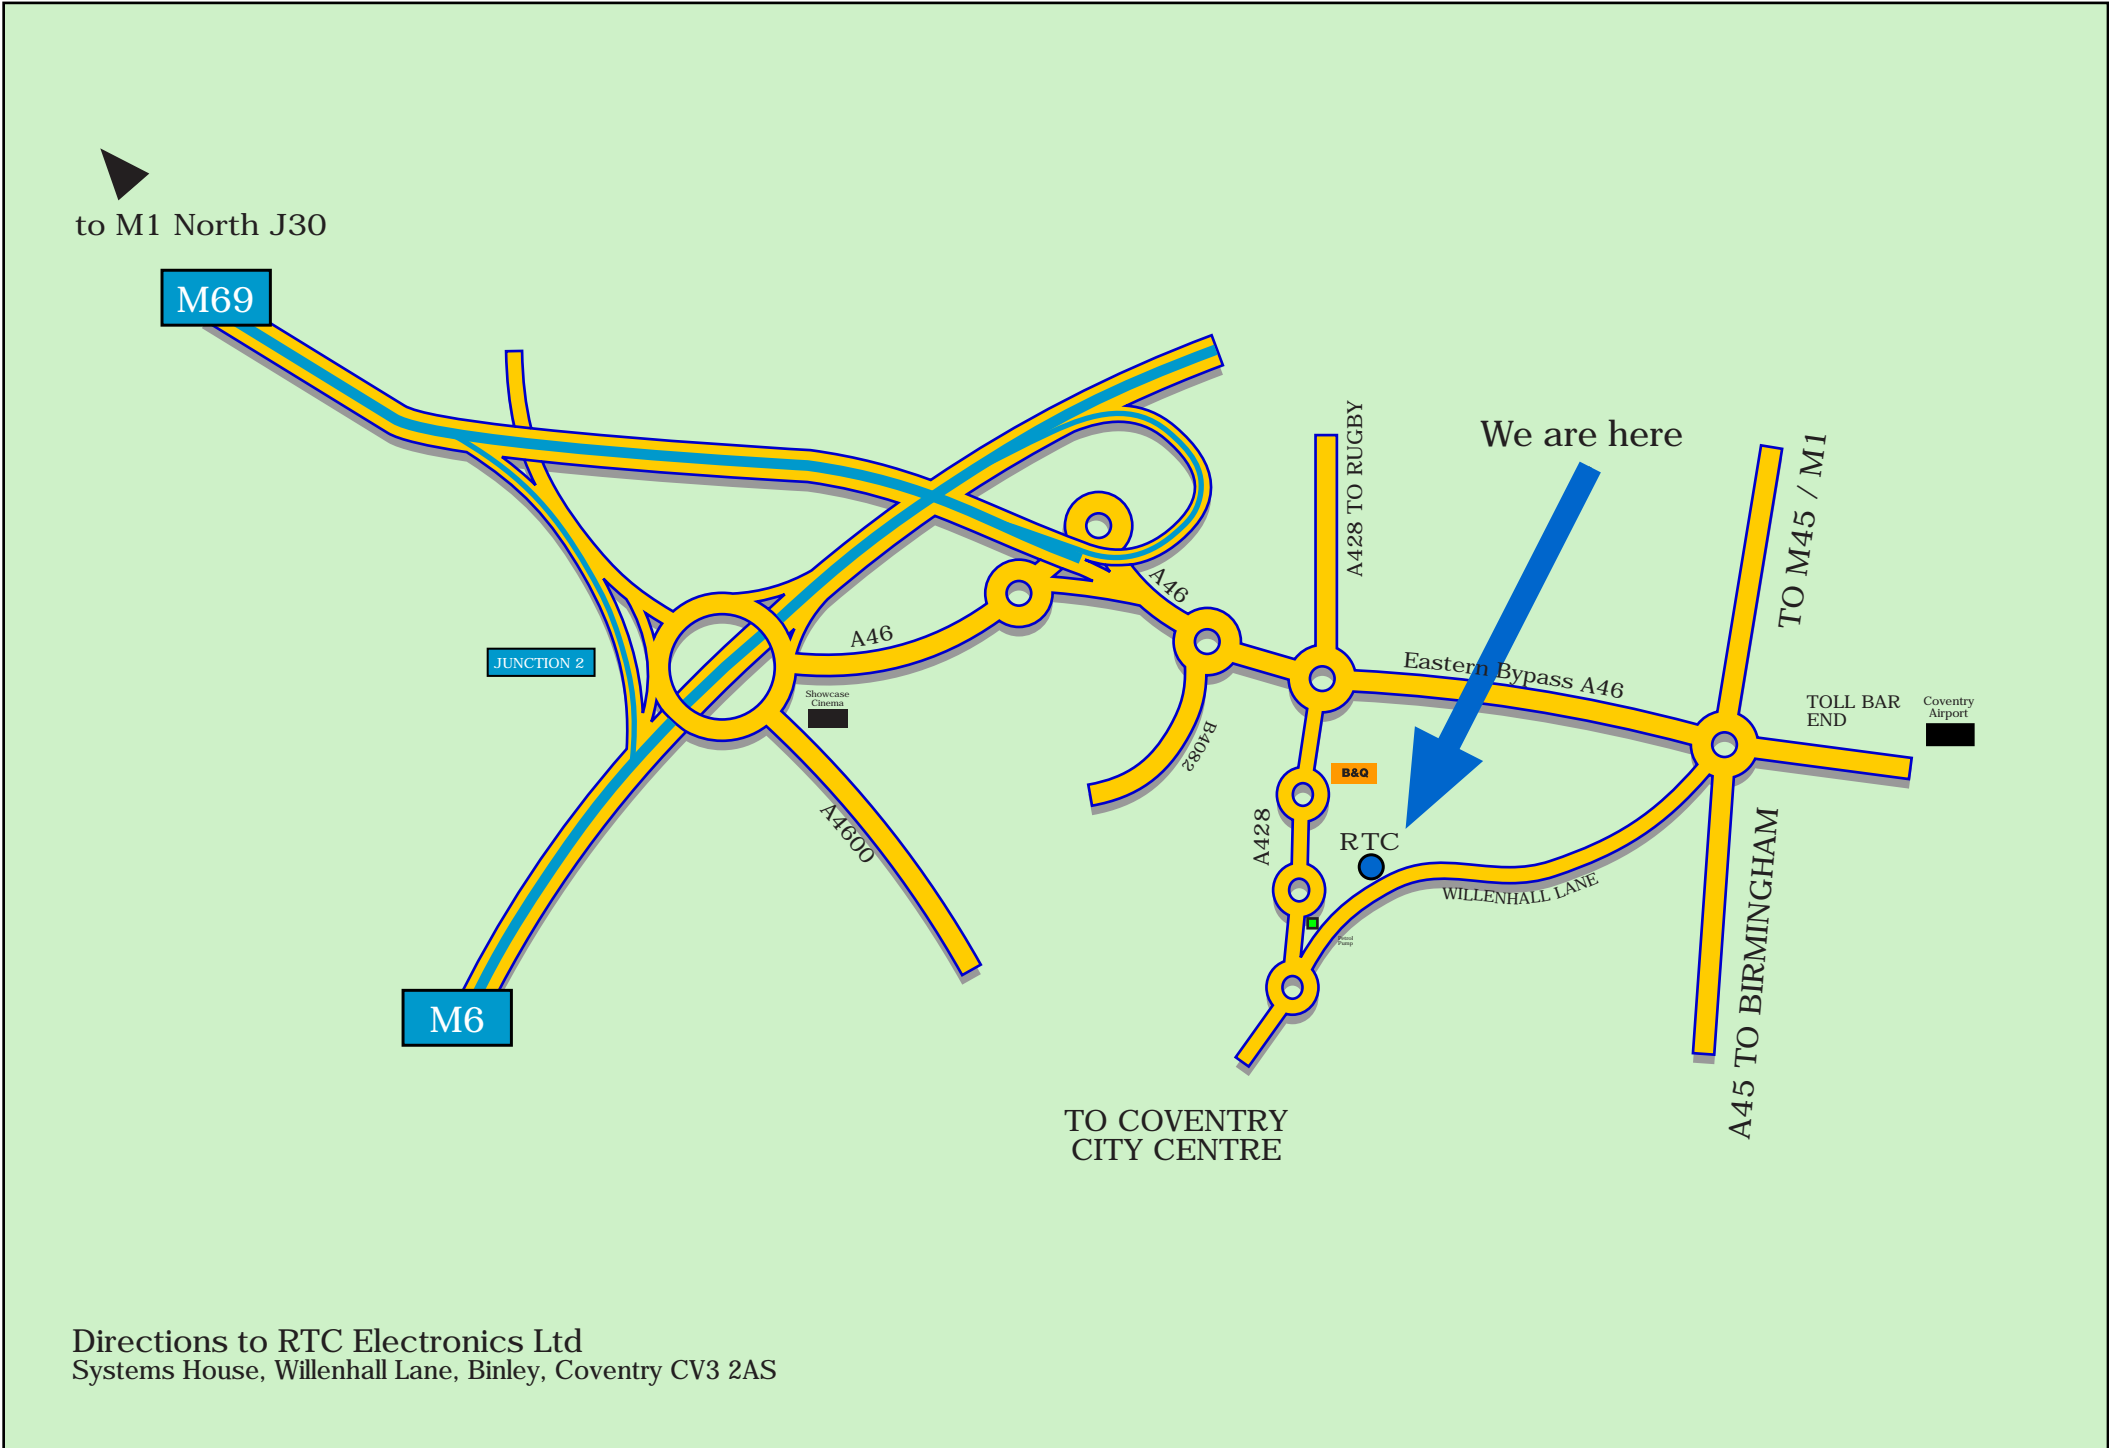 to M1 North J30
M69
A428 TO RUGBY
We are here
TO M45 / M1
A46
A46
JUNCTION 2
Showcase
Cinema
Eastern Bypass A46
TOLL BAR
END
Coventry
Airport
B4082
B&Q
A4600
A428
RTC
WILLENHALL LANE
Petrol
Pump
A45 TO BIRMINGHAM
M6
TO COVENTRY
CITY CENTRE
Directions to RTC Electronics Ltd
Systems House, Willenhall Lane, Binley, Coventry CV3 2AS